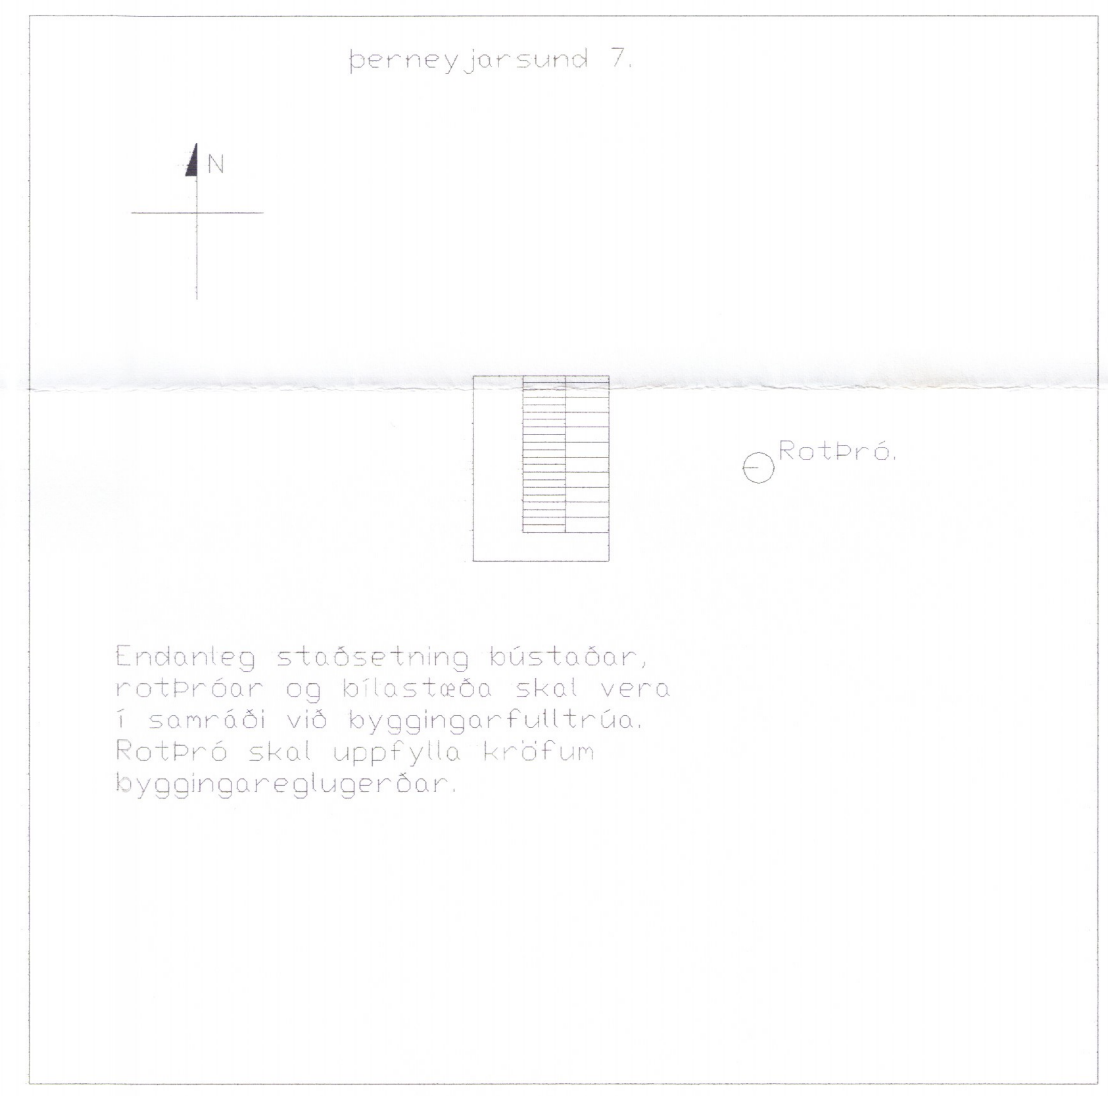 þerneyjarsund 7.
N
RotÞró.
Endanleg staðsetning bústaðar,
rotÞróar og bílastæða skal vera
í samráði við byggingarfulltrúa.
RotÞró skal uppfylla kröfum
byggingareglugerðar.